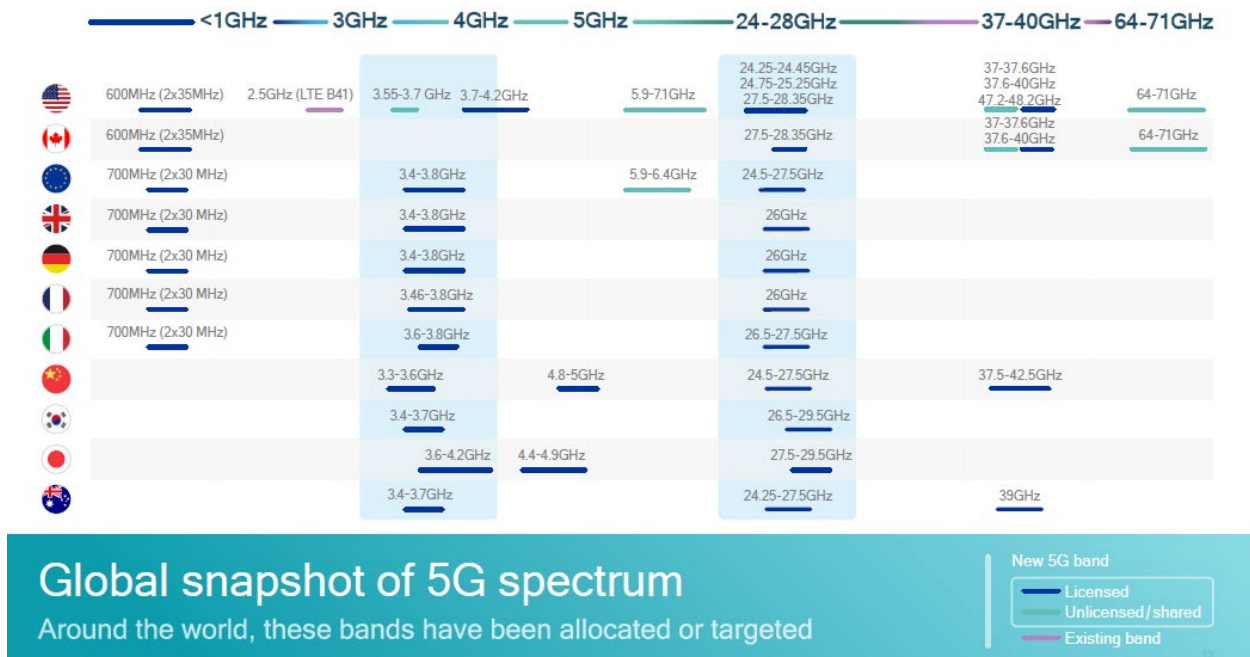 <1GHz 3GHz 4GHz 5GHz 24-28GHz 37-40GHz 64-71GHz
24.25-24.45GHz 37-37.6GHz
24.75-25.25GHz 37.6-40GHz
600MHz (2x35MHz) 2.5GHz (LTE B41) 3.55-3.7 GHz 3.7-4.2GHz 5.9-7.1GHz 27.5-28.35GHz 47.2-48.2GHz 64-71GHz
37-37.6GHz
600MHz (2x35MHz) 27.5-28.35GHz 37.6-40GHz 64-71GHz
700MHz (2x30 MHz) 3.4-3.8GHz 5.9-6.4GHz 24.5-27.5GHz
700MHz (2x30 MHz) 3.4-3.8GHz 26GHz
700MHz (2x30 MHz) 3.4-3.8GHz 26GHz
700MHz (2x30 MHz) 3.46-3.8GHz 26GHz
700MHz (2x30 MHz) 3.6-3.8GHz 26.5-27.5GHz
3.3-3.6GHz 4.8-5GHz 24.5-27.5GHz 37.5-42.5GHz
3.4-3.7GHz 26.5-29.5GHz
3.6-4.2GHz 4.4-4.9GHz 27.5-29.5GHz
3.4-3.7GHz 24.25-27.5GHz 39GHz
Global snapshot of 5G spectrum
Around the world, these bands have been allocated or targeted
New 5G band
Licensed
Unlicensed/shared
Existing band